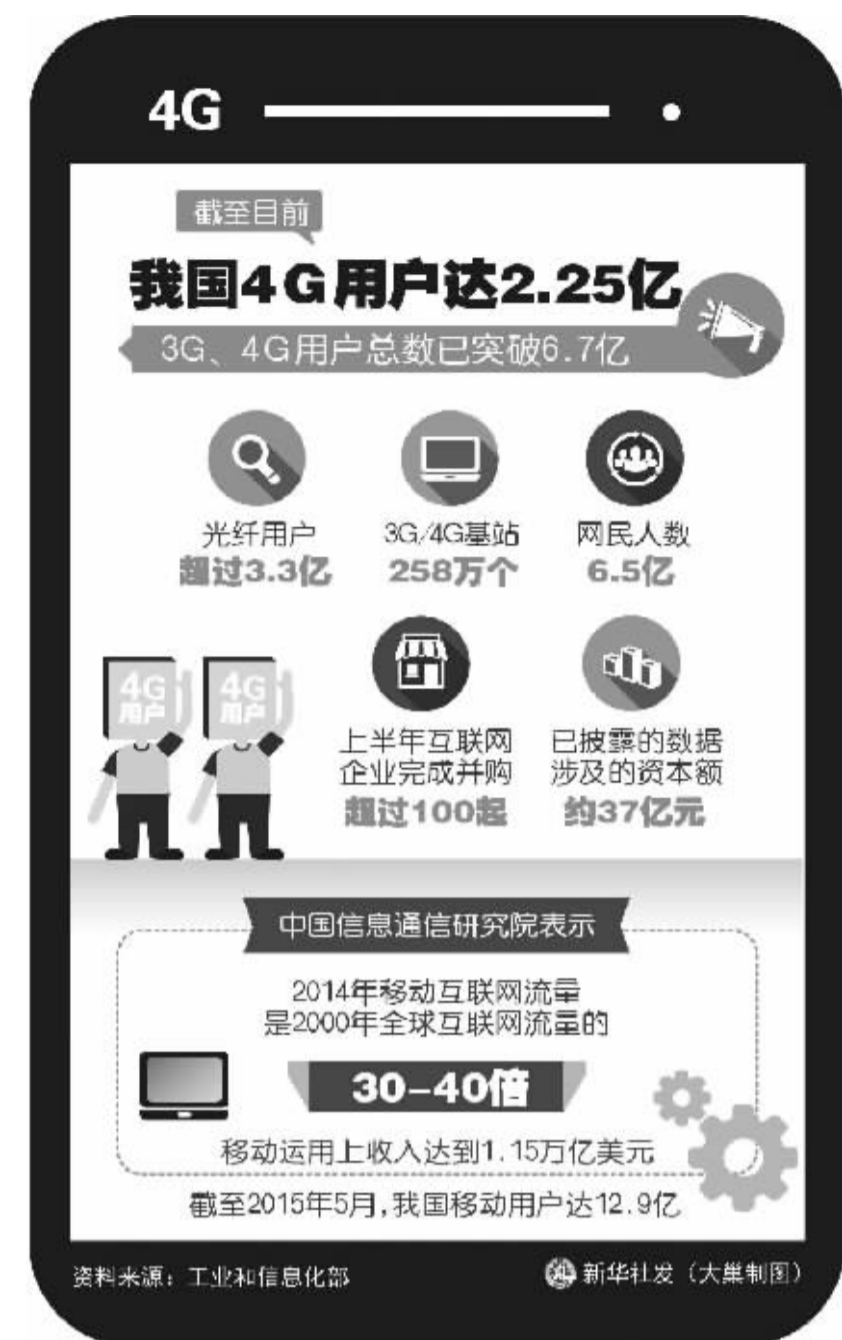 4G
截至目前
我国4G用户达2.25亿
3G、4G用户总数已突破6.7亿
光纤用户
超过3.3亿
3G/4G基站
258万个
网民人数
6.5亿
4G
用户
4G
用户
上半年互联网
企业完成并购
超过100起
已披露的数据
涉及的资本额
约37亿元
中国信息通信研究院表示
2014年移动互联网流量
是2000年全球互联网流量的
30-40倍
移动运用上收入达到1.15万亿美元
截至2015年5月,我国移动用户达12.9亿
资料来源：工业和信息化部
新华社发（大巢制图）